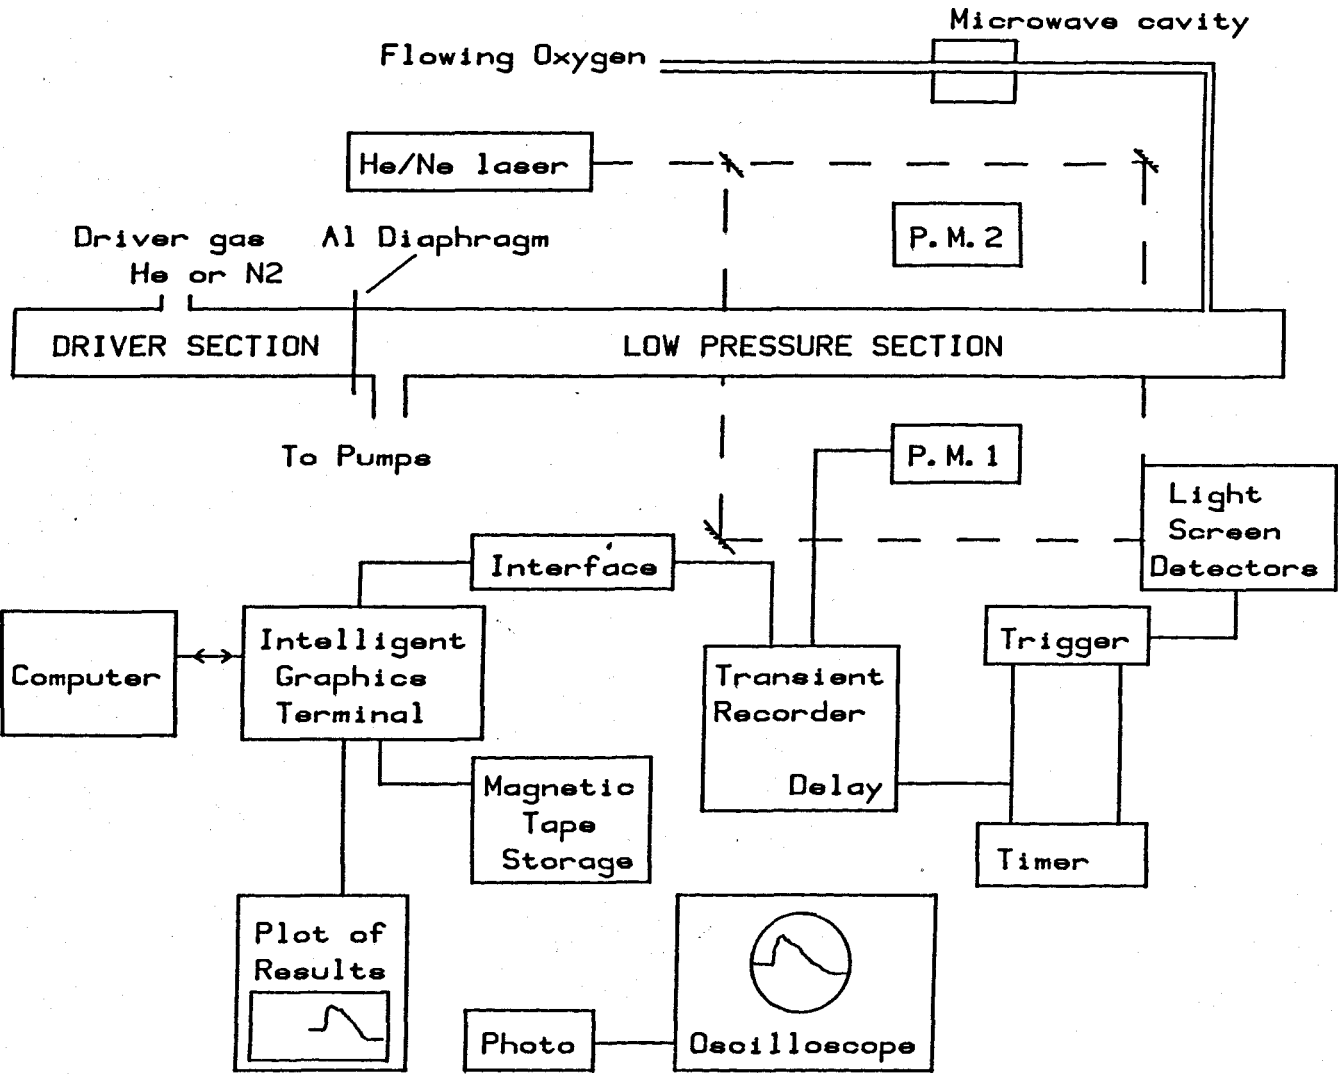 Microwave cavity
Flowing Oxygen
He/Ne laser
P.M.2
Driver gas
He or N2
Al Diaphragm
DRIVER SECTION
LOW PRESSURE SECTION
To Pumps
P.M.1
Light
Screen
Detectors
Interface
Computer
Intelligent
Graphics
Terminal
Transient
Recorder
Delay
Trigger
Magnetic
Tape
Storage
Timer
Plot of
Results
Photo
Oscilloscope